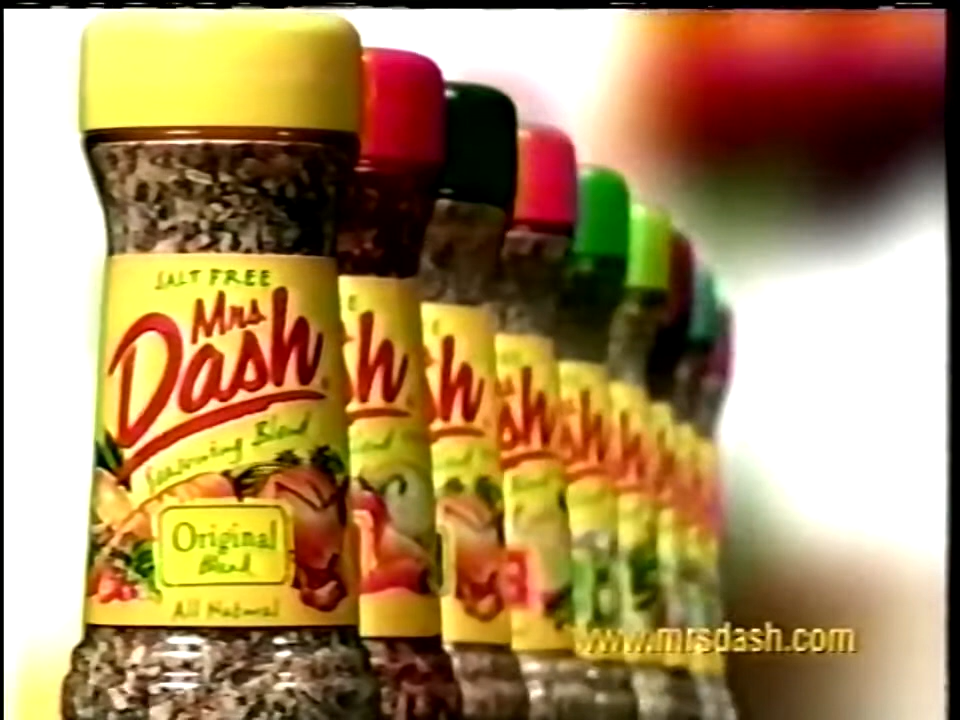 SALT FREE
Mrs.
Dash
Seasoning Blend
Original
Blend
All Natural
www.mrsdash.com